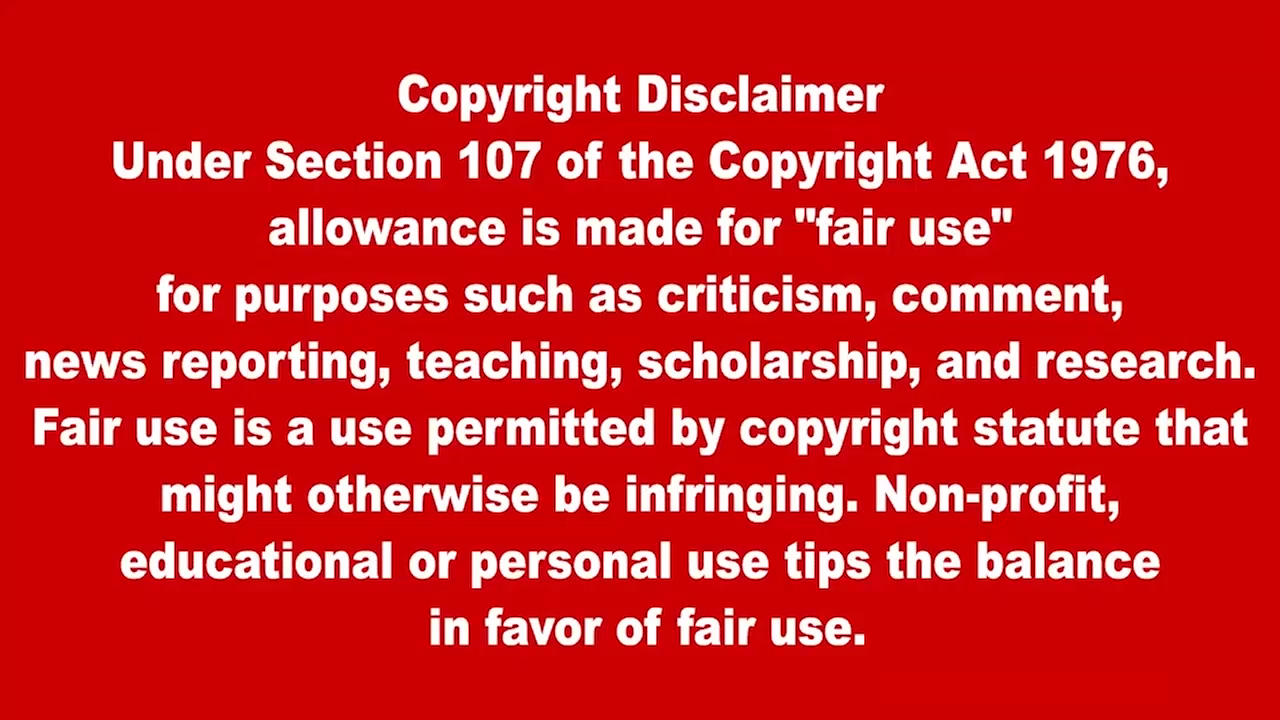 Copyright Disclaimer
Under Section 107 of the Copyright Act 1976,
allowance is made for "fair use"
for purposes such as criticism, comment,
news reporting, teaching, scholarship, and research.
Fair use is a use permitted by copyright statute that
might otherwise be infringing. Non-profit,
educational or personal use tips the balance
in favor of fair use.